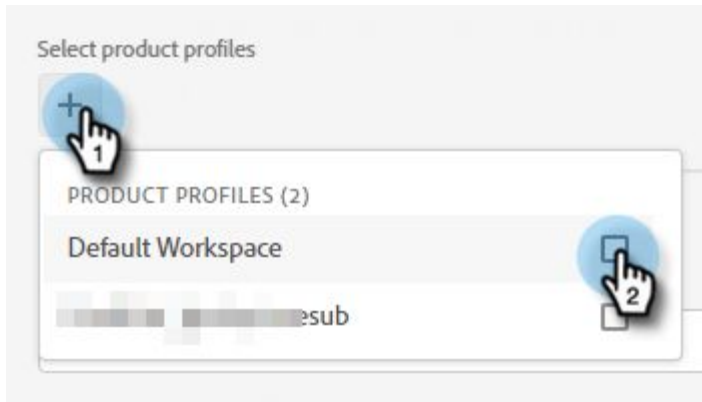 Select product profiles
+
1
PRODUCT PROFILES (2)
Default Workspace
2
esub